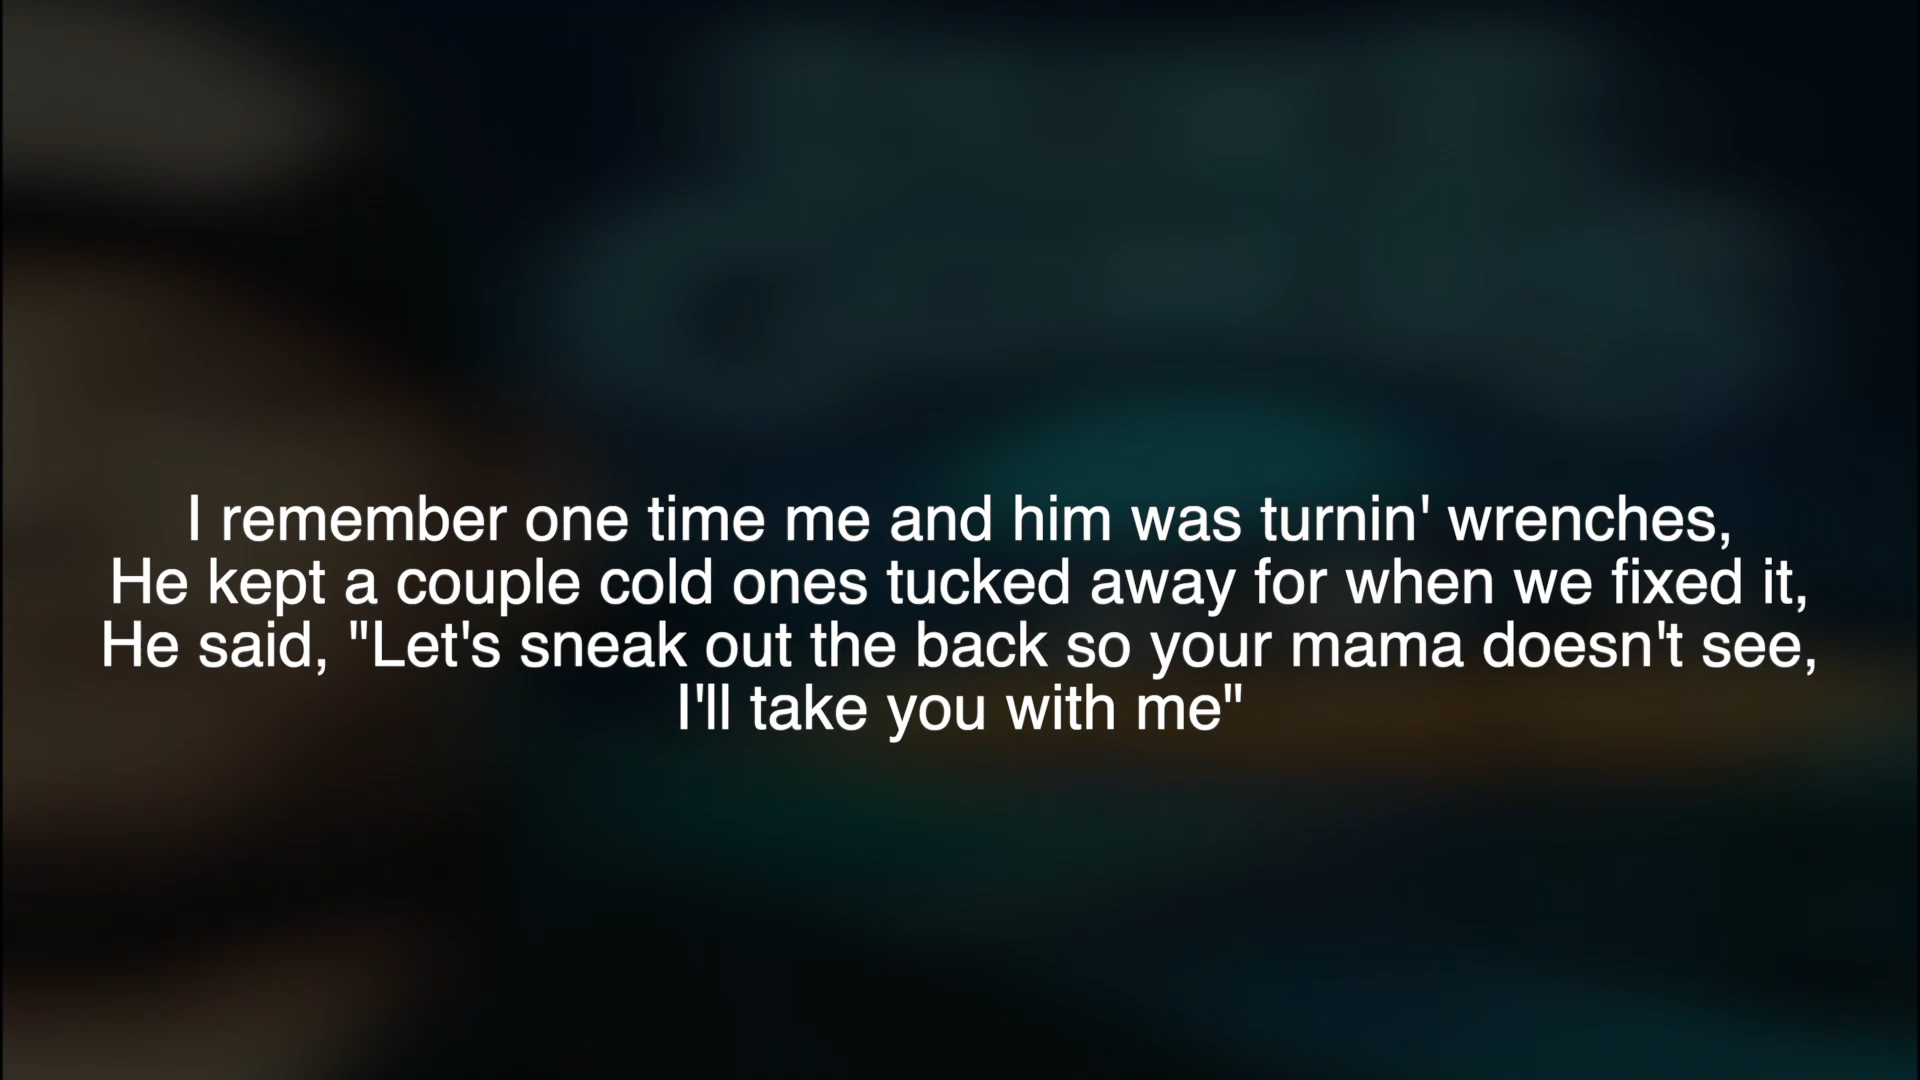 I remember one time me and him was turnin' wrenches,
He kept a couple cold ones tucked away for when we fixed it,
He said, "Let's sneak out the back so your mama doesn't see,
I'll take you with me"